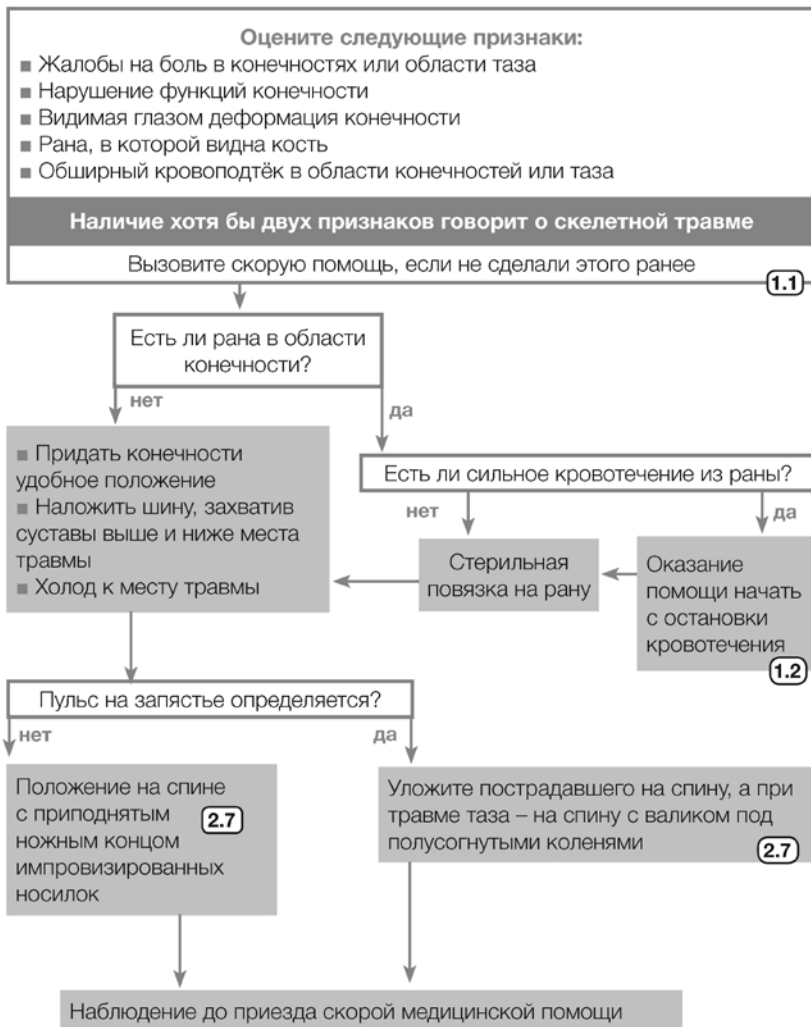 Оцените следующие признаки:
■ Жалобы на боль в конечностях или области таза
■ Нарушение функций конечности
■ Видимая глазом деформация конечности
■ Рана, в которой видна кость
■ Обширный кровоподтёк в области конечностей или таза
Наличие хотя бы двух признаков говорит о скелетной травме
Вызовите скорую помощь, если не сделали этого ранее
1.1
Есть ли рана в области
конечности?
нет
да
■ Придать конечности
удобное положение
■ Наложить шину, захватив
суставы выше и ниже места
травмы
■ Холод к месту травмы
Есть ли сильное кровотечение из раны?
нет
да
Стерильная
повязка на рану
Оказание
помощи начать
с остановки
кровотечения
1.2
Пульс на запястье определяется?
нет
да
Положение на спине
с приподнятым
ножным концом
импровизированных
носилок
2.7
Уложите пострадавшего на спину, а при
травме таза – на спину с валиком под
полусогнутыми коленями
2.7
Наблюдение до приезда скорой медицинской помощи